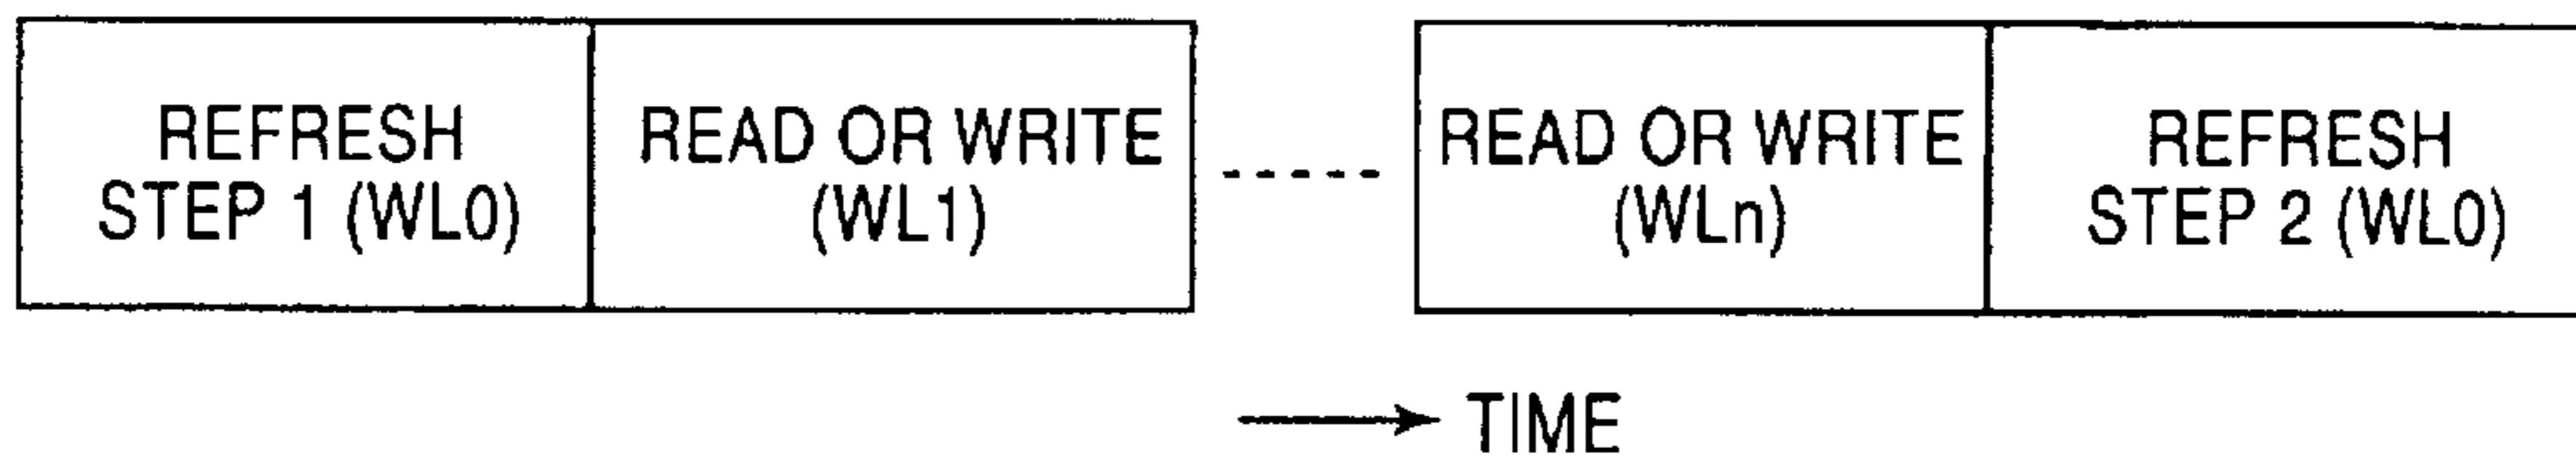 REFRESH
STEP 1 (WL0)
READ OR WRITE
(WL1)
READ OR WRITE
(WLn)
REFRESH
STEP 2 (WL0)
TIME